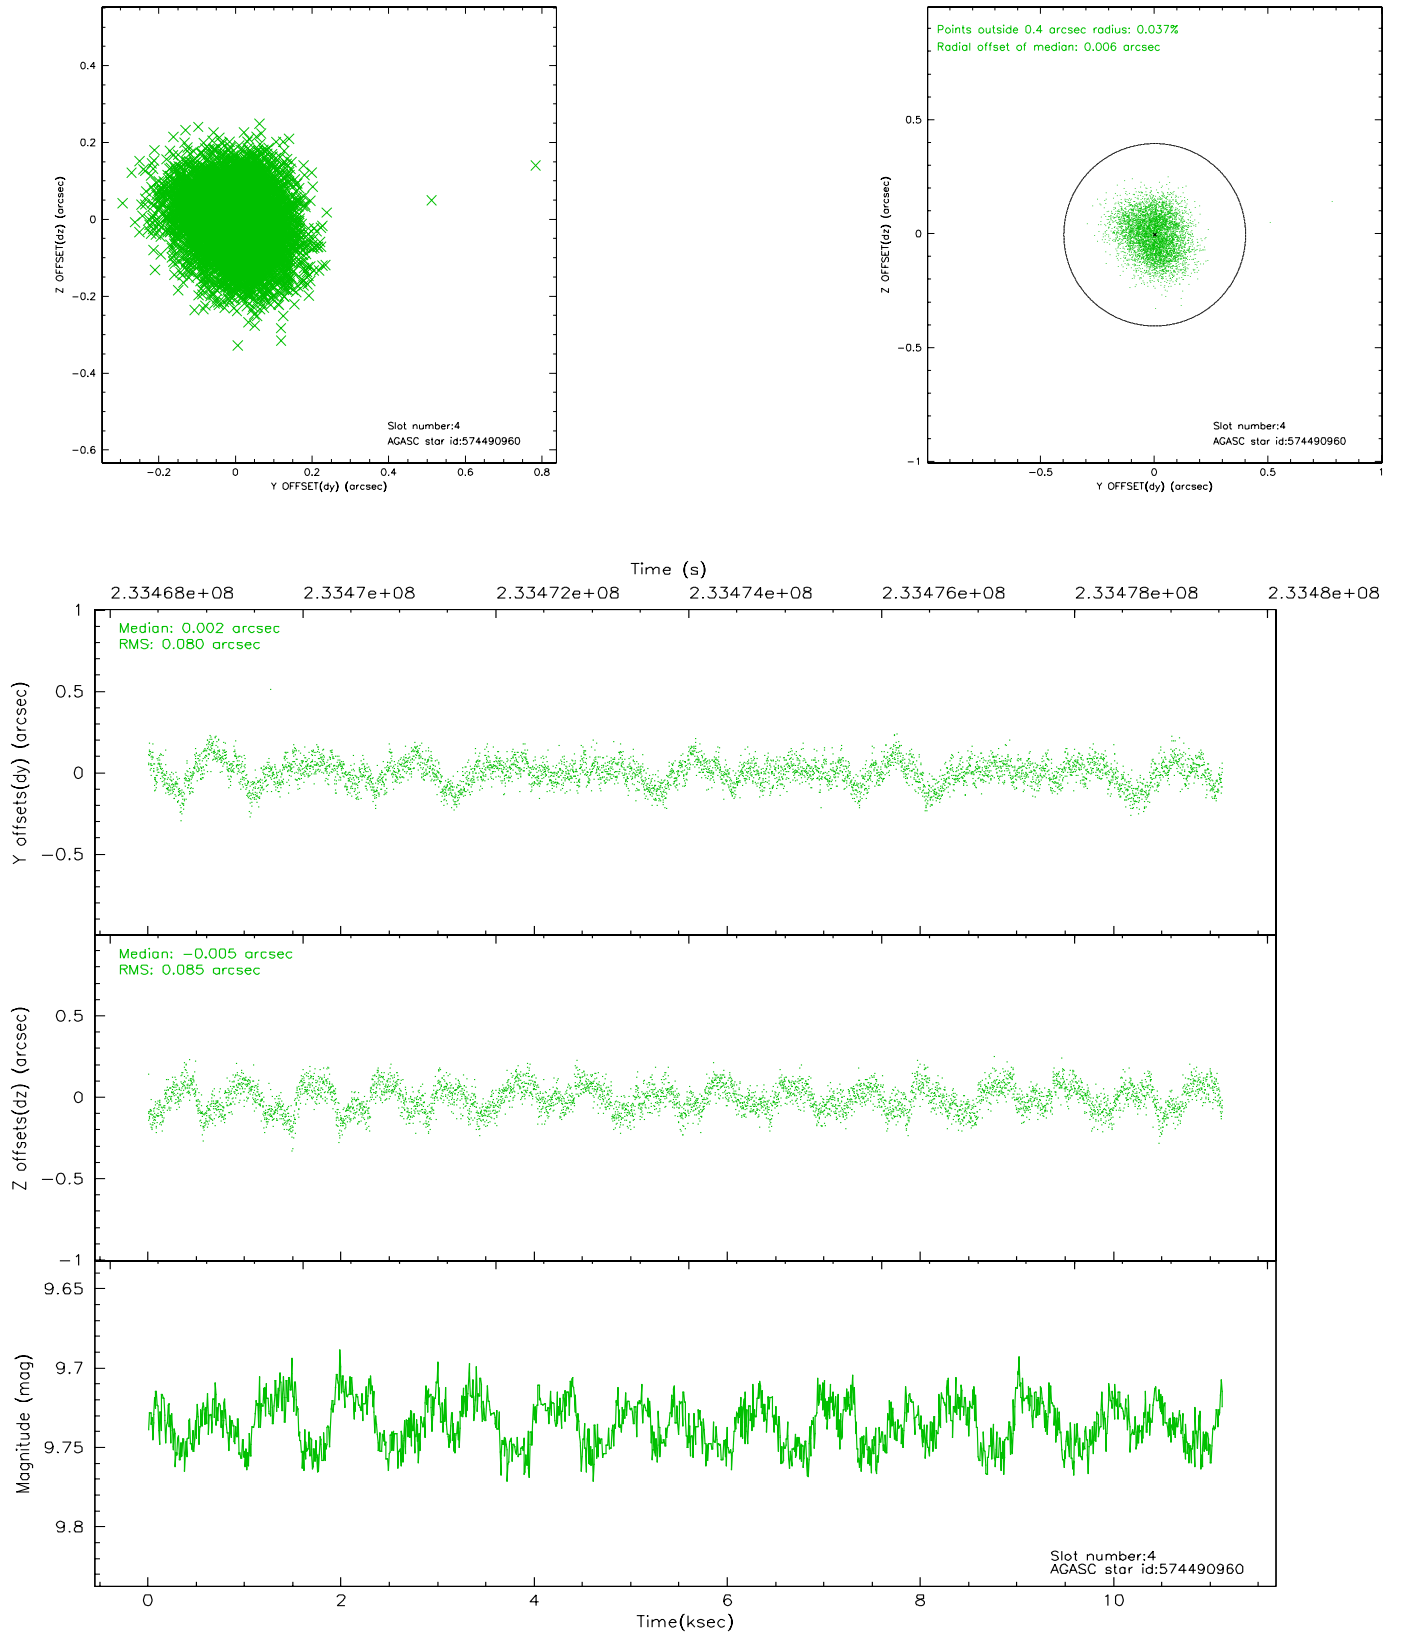 0.4
0.2
0
−0.2
−0.4
−0.6
Z OFFSET(dz) (arcsec)
Slot number:4
AGASC star id:574490960
−0.2 0 0.2 0.4 0.6 0.8
Y OFFSET(dy) (arcsec)
Points outside 0.4 arcsec radius: 0.037%
Radial offset of median: 0.006 arcsec
0.5
0
−0.5
−1
Z OFFSET(dz) (arcsec)
Slot number:4
AGASC star id:574490960
−0.5 0 0.5 1
Y OFFSET(dy) (arcsec)
Time (s)
2.33468e+08 2.3347e+08 2.33472e+08 2.33474e+08 2.33476e+08 2.33478e+08 2.3348e+08
1
Median: 0.002 arcsec
RMS: 0.080 arcsec
0.5
0
−0.5
Y offsets(dy) (arcsec)
Median: −0.005 arcsec
RMS: 0.085 arcsec
0.5
0
−0.5
−1
Z offsets(dz) (arcsec)
9.65
9.7
9.75
9.8
Magnitude (mag)
Slot number:4
AGASC star id:574490960
0 2 4 6 8 10
Time(ksec)